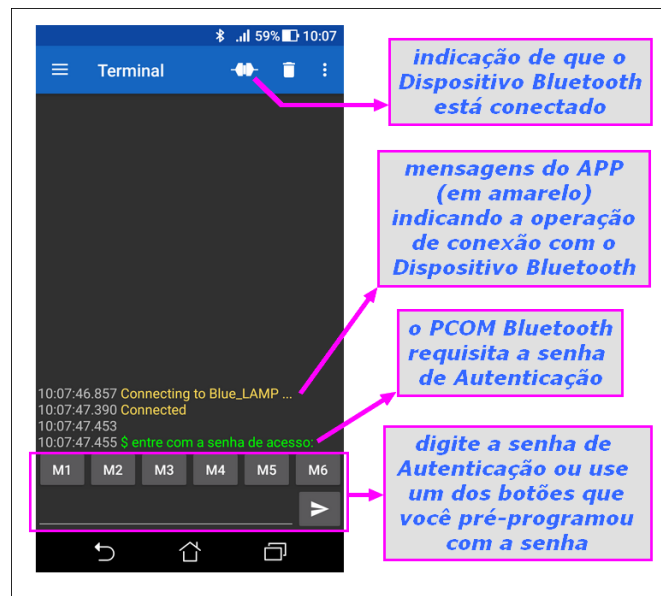 59% 10:07
Terminal
indicação de que o
Dispositivo Bluetooth
está conectado
mensagens do APP
(em amarelo)
indicando a operação
de conexão com o
Dispositivo Bluetooth
o PCOM Bluetooth
requisita a senha
de Autenticação
10:07:46.857 Connecting to Blue_LAMP ...
10:07:47.390 Connected
10:07:47.453
10:07:47.455 $ entre com a senha de acesso:
M1 M2 M3 M4 M5 M6
digite a senha de
Autenticação ou use
um dos botões que
você pré-programou
com a senha